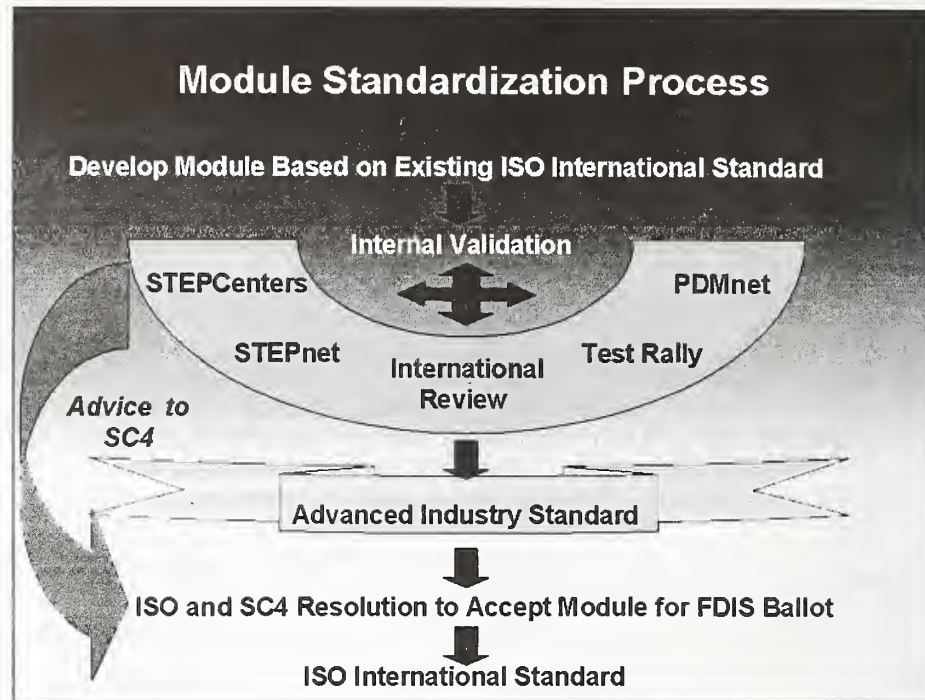 Module Standardization Process
Develop Module Based on Existing ISO International Standard
Internal Validation
STEPCenters
PDMnet
STEPnet
International
Review
Test Rally
Advice to
SC4
Advanced Industry Standard
ISO and SC4 Resolution to Accept Module for FDIS Ballot
ISO International Standard